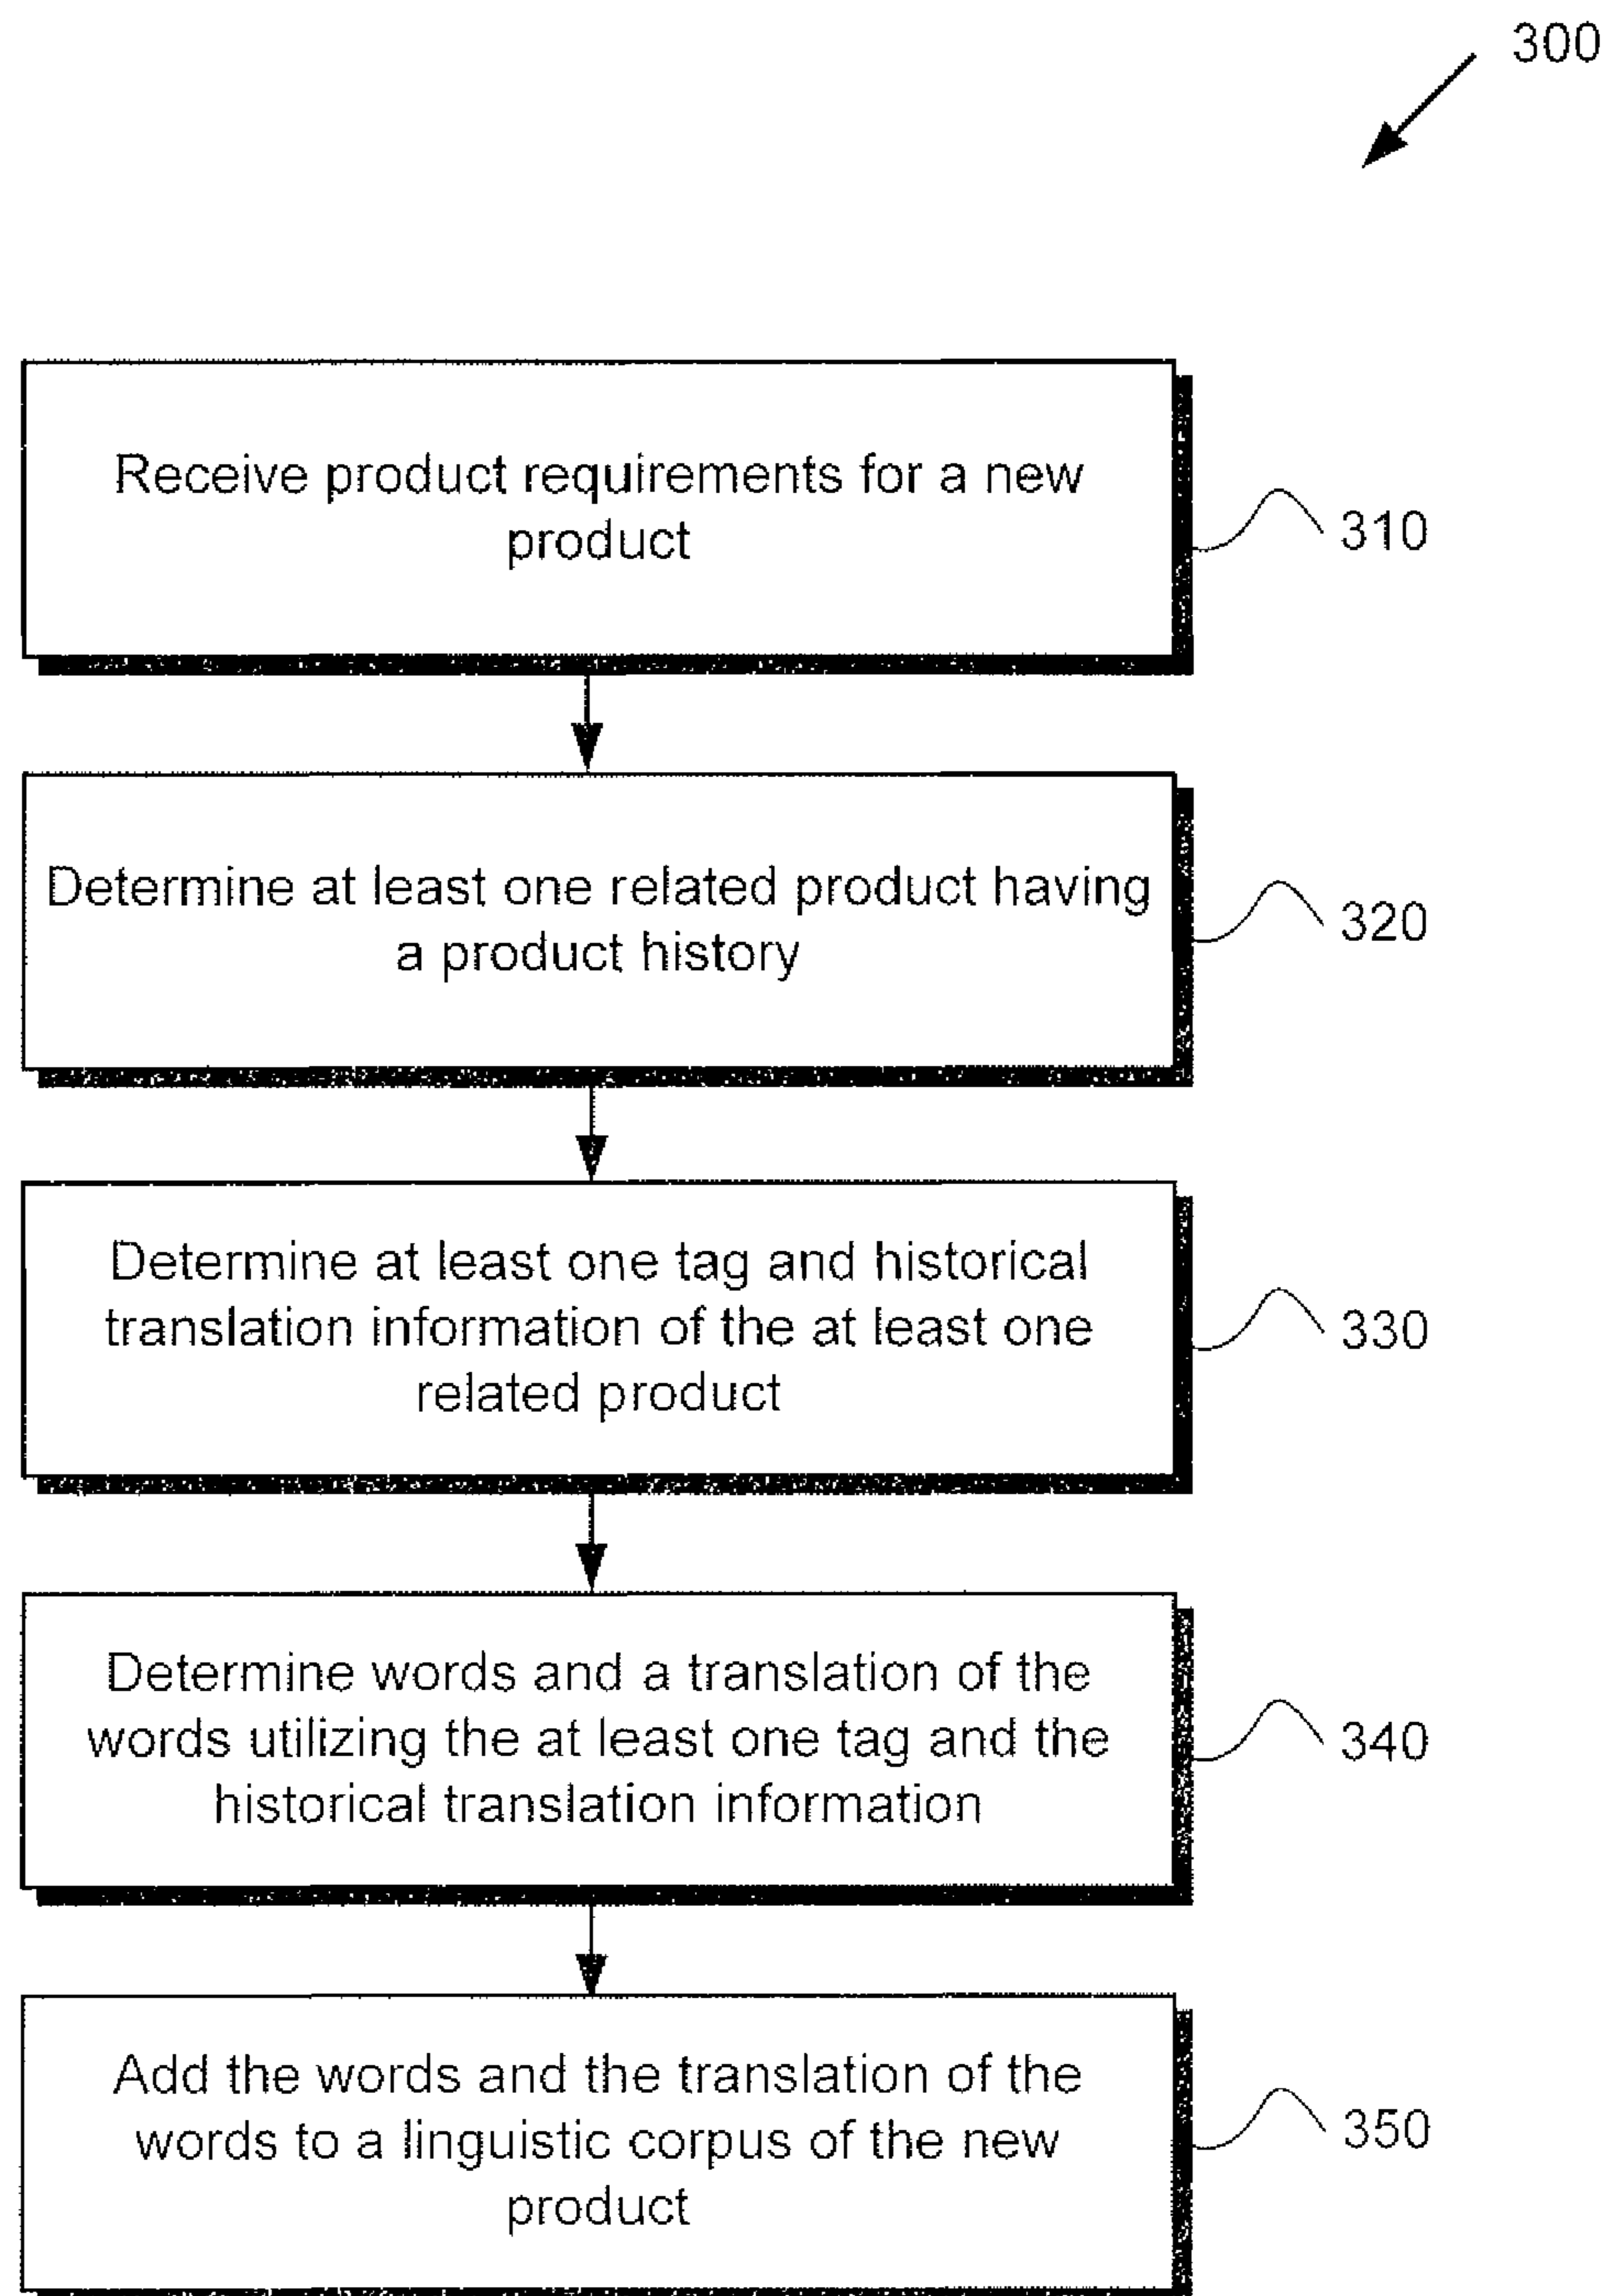 300
Receive product requirements for a new
product
310
Determine at least one related product having
a product history
320
Determine at least one tag and historical
translation information of the at least one
related product
330
Determine words and a translation of the
words utilizing the at least one tag and the
historical translation information
340
Add the words and the translation of the
words to a linguistic corpus of the new
product
350